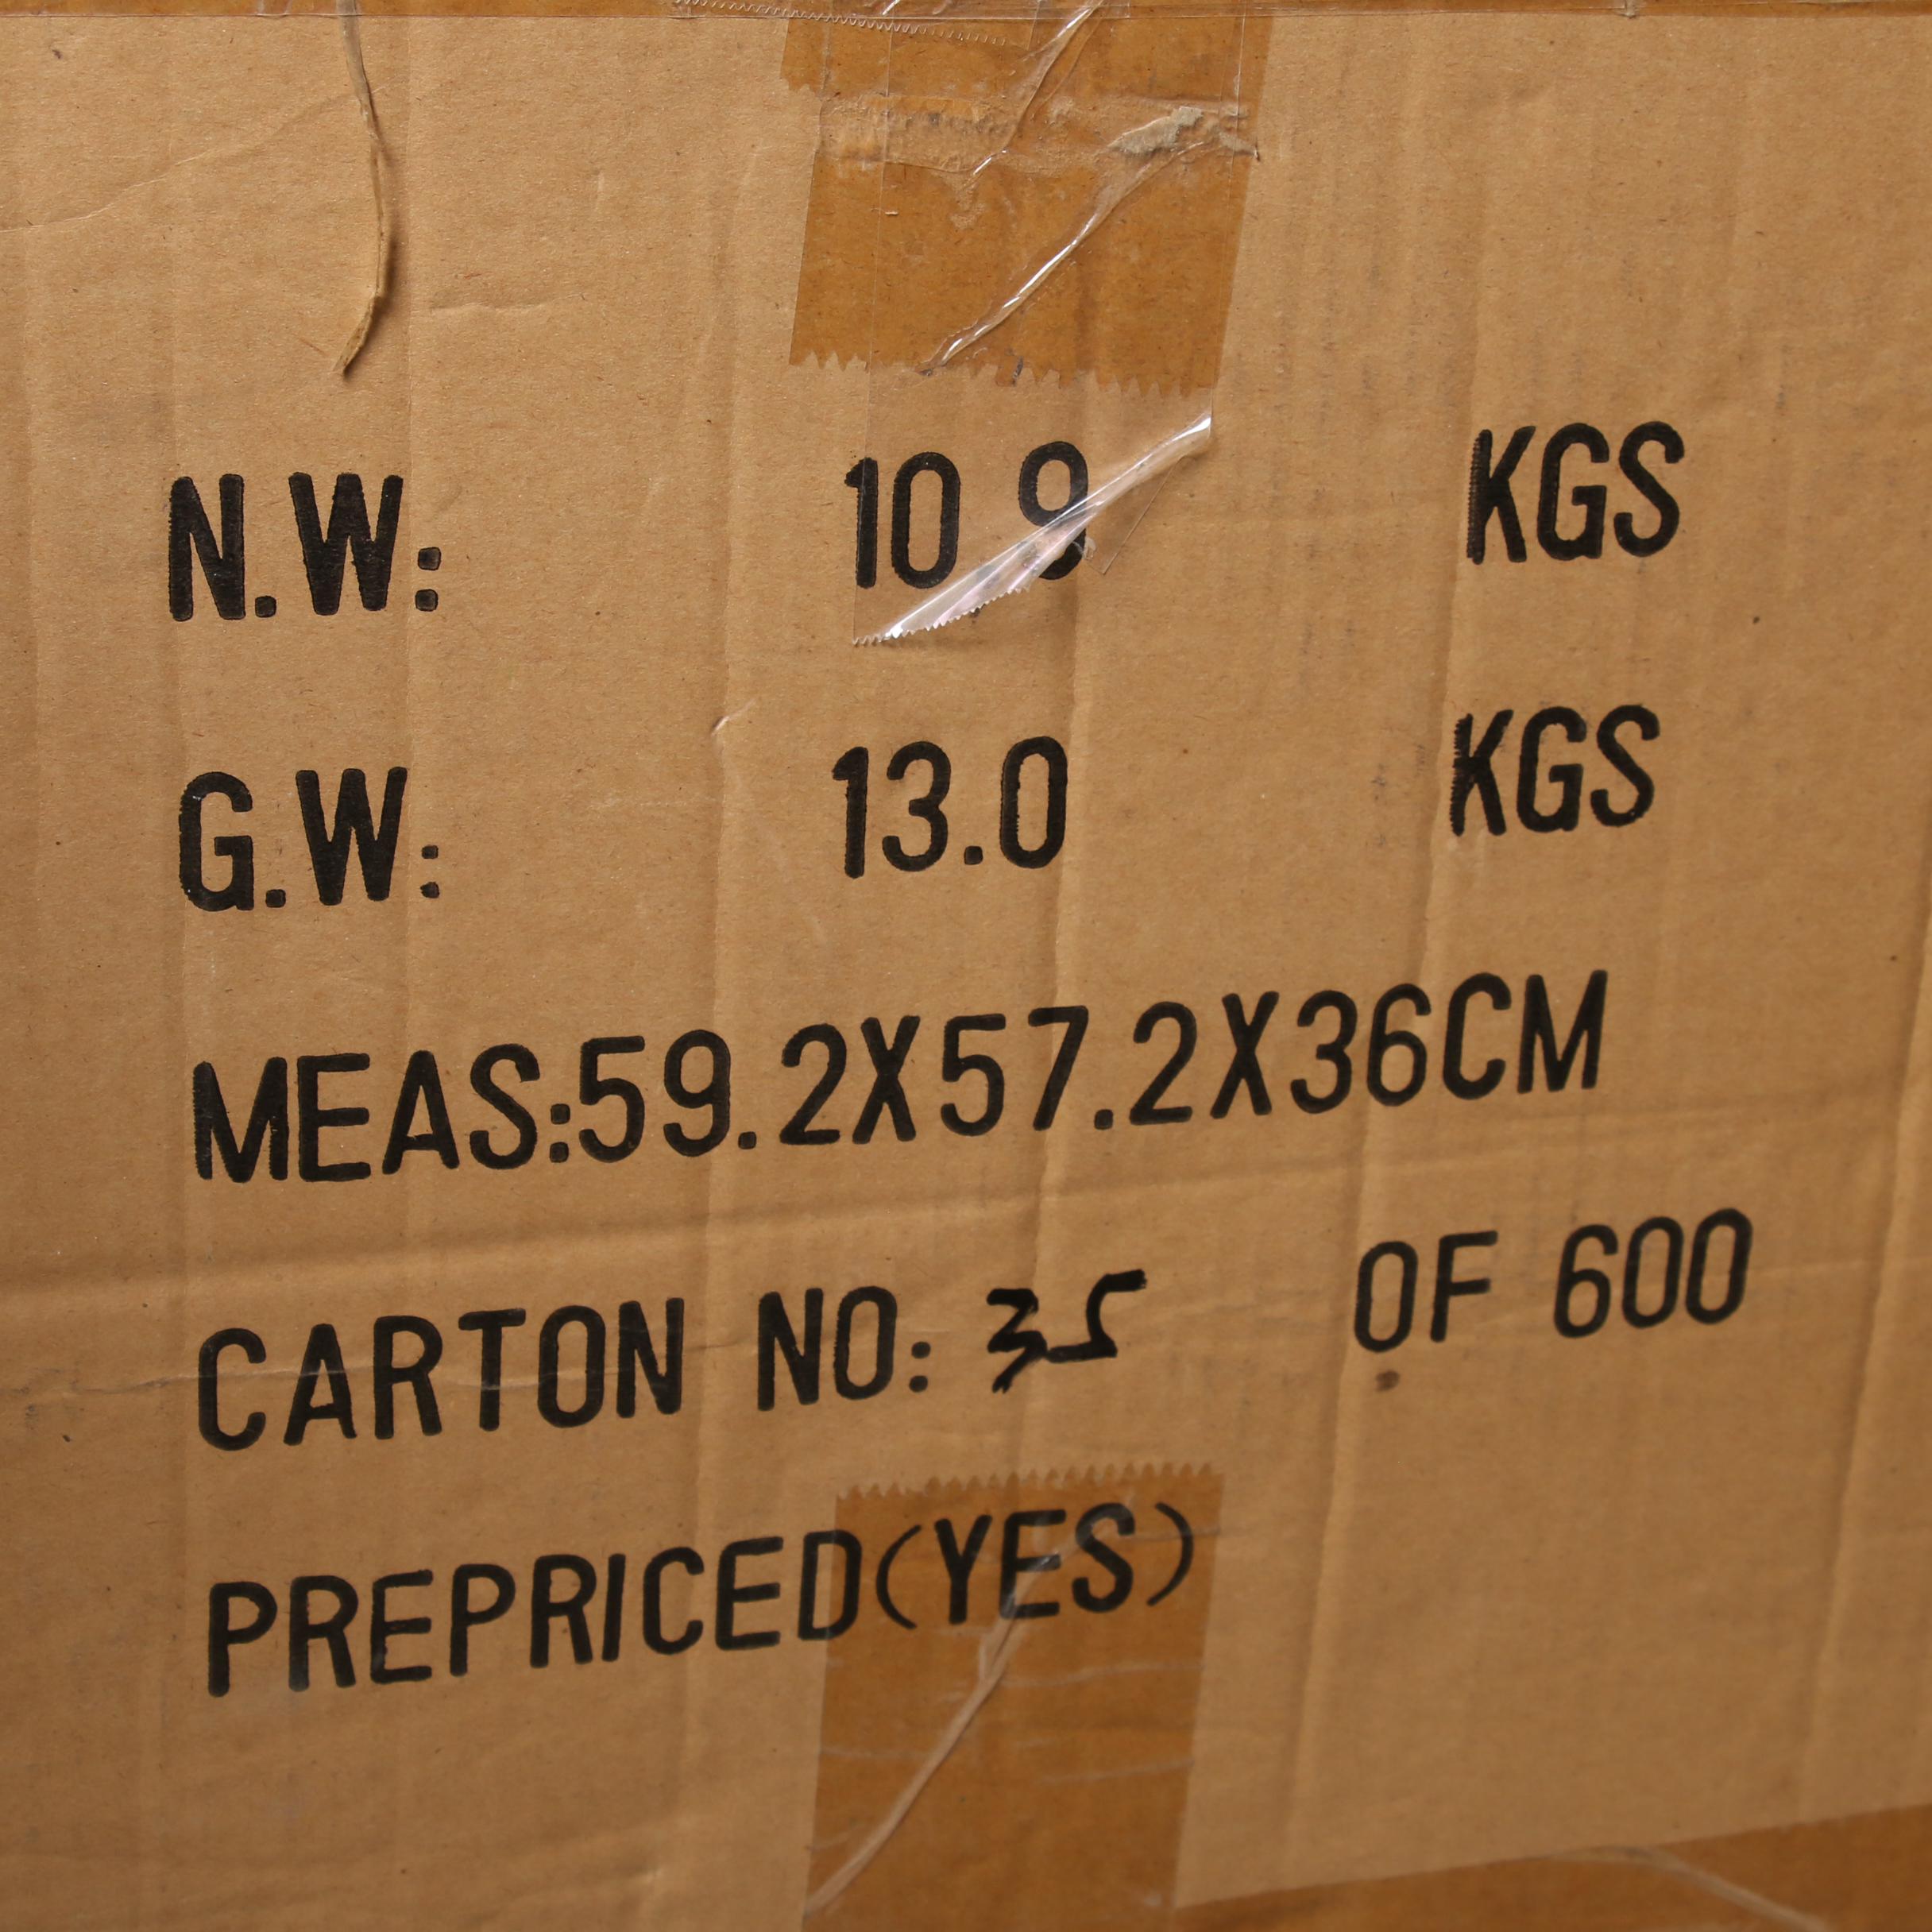 N.W: 10.9 KGS
G.W: 13.0 KGS
MEAS:59.2X57.2X36CM
CARTON NO: 35 OF 600
PREPRICED(YES)